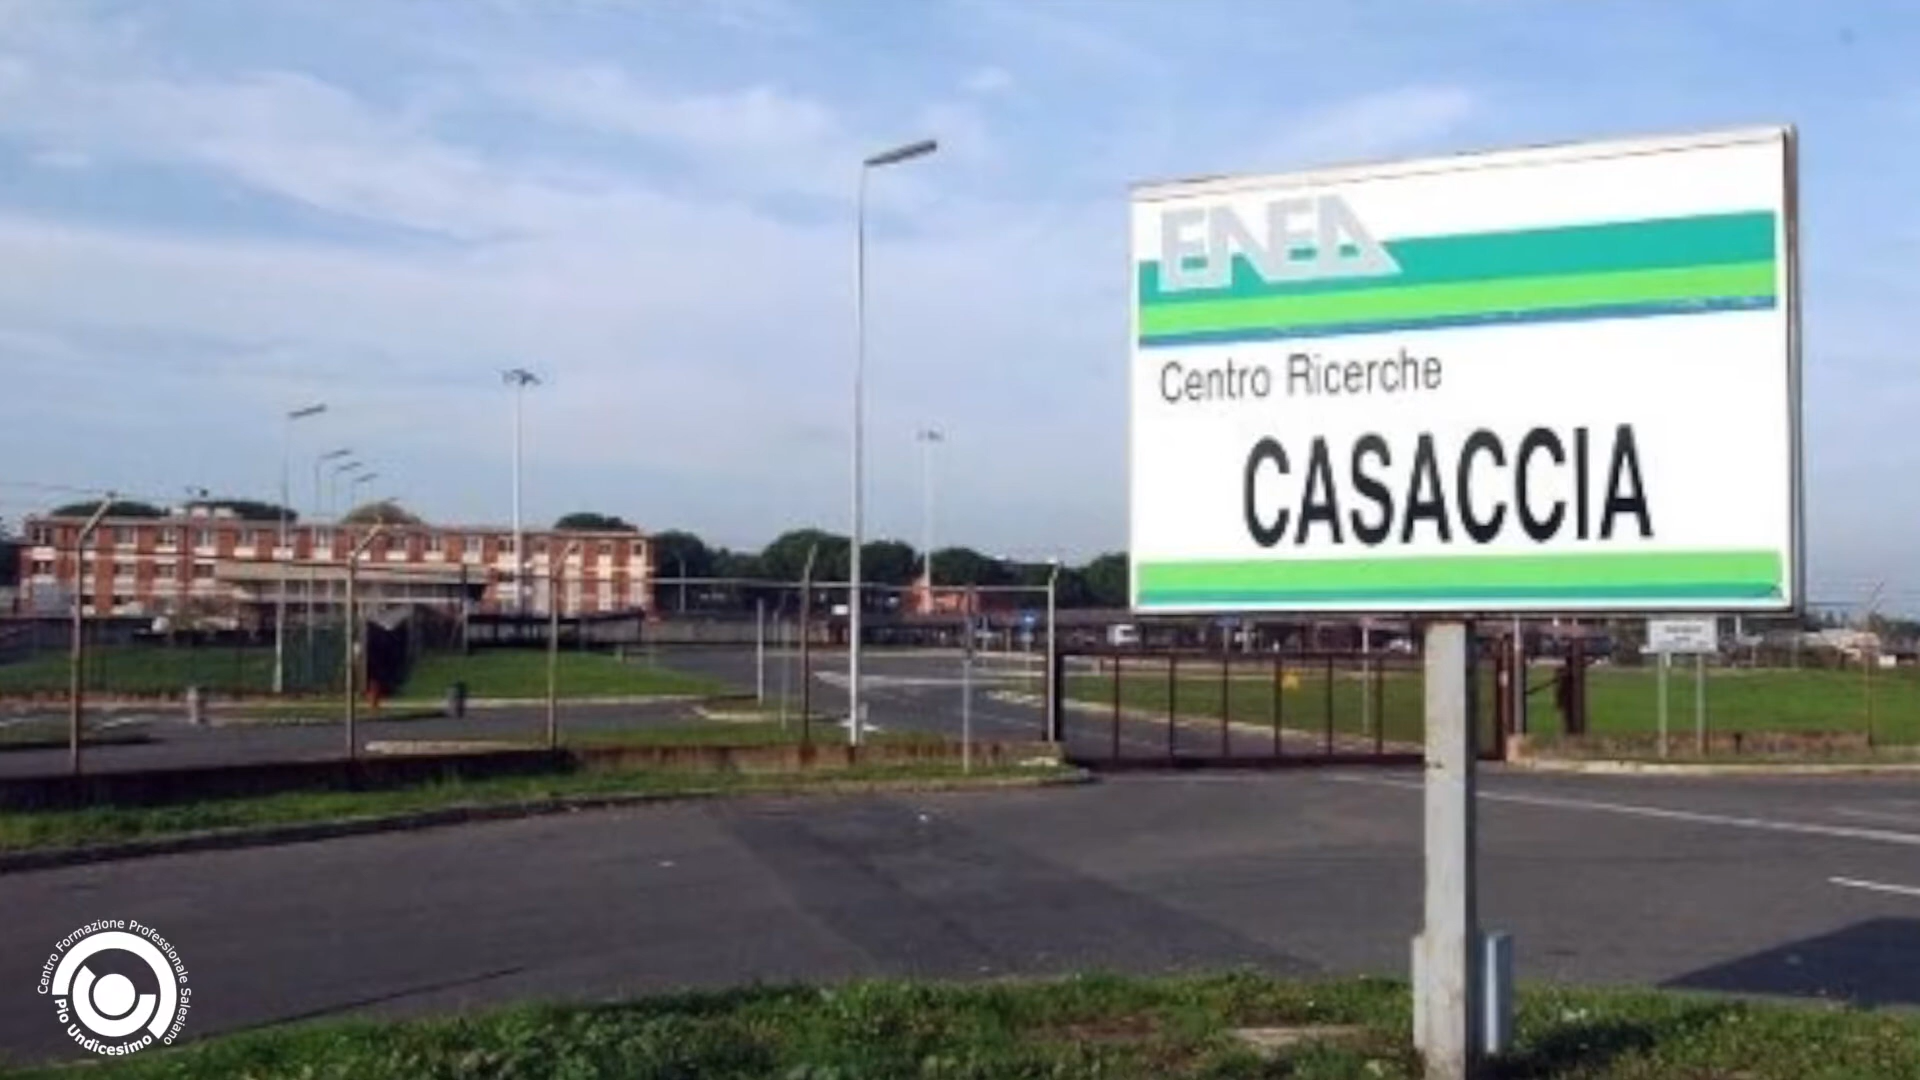 ENEA
Centro Ricerche
CASACCIA
Centro Formazione Professionale Salesiano
Pio Undicesimo